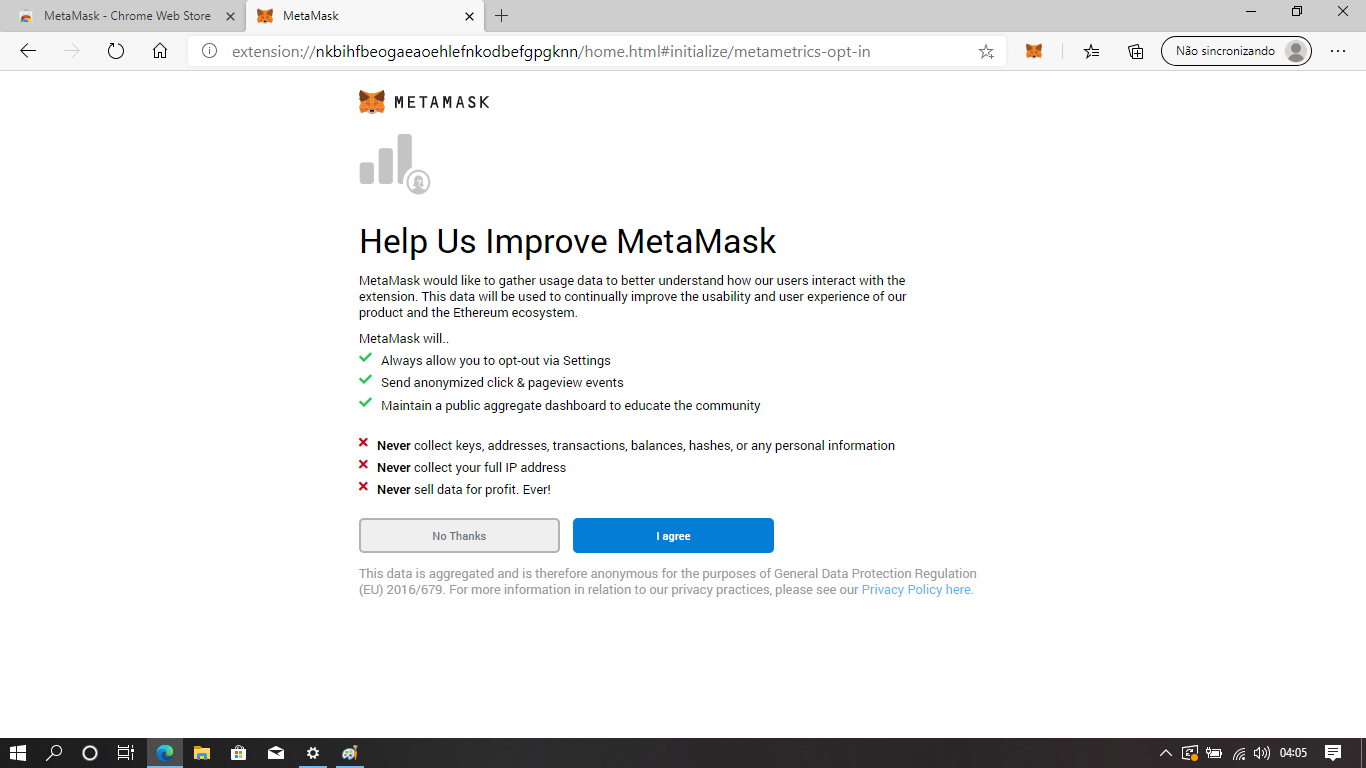 MetaMask - Chrome Web Store
MetaMask
extension://nkbihfbeogaeaoehlefnkodbefgpgknn/home.html#initialize/metametrics-opt-in
Não sincronizando
METAMASK
Help Us Improve MetaMask
MetaMask would like to gather usage data to better understand how our users interact with the
extension. This data will be used to continually improve the usability and user experience of our
product and the Ethereum ecosystem.
MetaMask will..
Always allow you to opt-out via Settings
Send anonymized click & pageview events
Maintain a public aggregate dashboard to educate the community
Never collect keys, addresses, transactions, balances, hashes, or any personal information
Never collect your full IP address
Never sell data for profit. Ever!
No Thanks
I agree
This data is aggregated and is therefore anonymous for the purposes of General Data Protection Regulation
(EU) 2016/679. For more information in relation to our privacy practices, please see our Privacy Policy here.
04:05